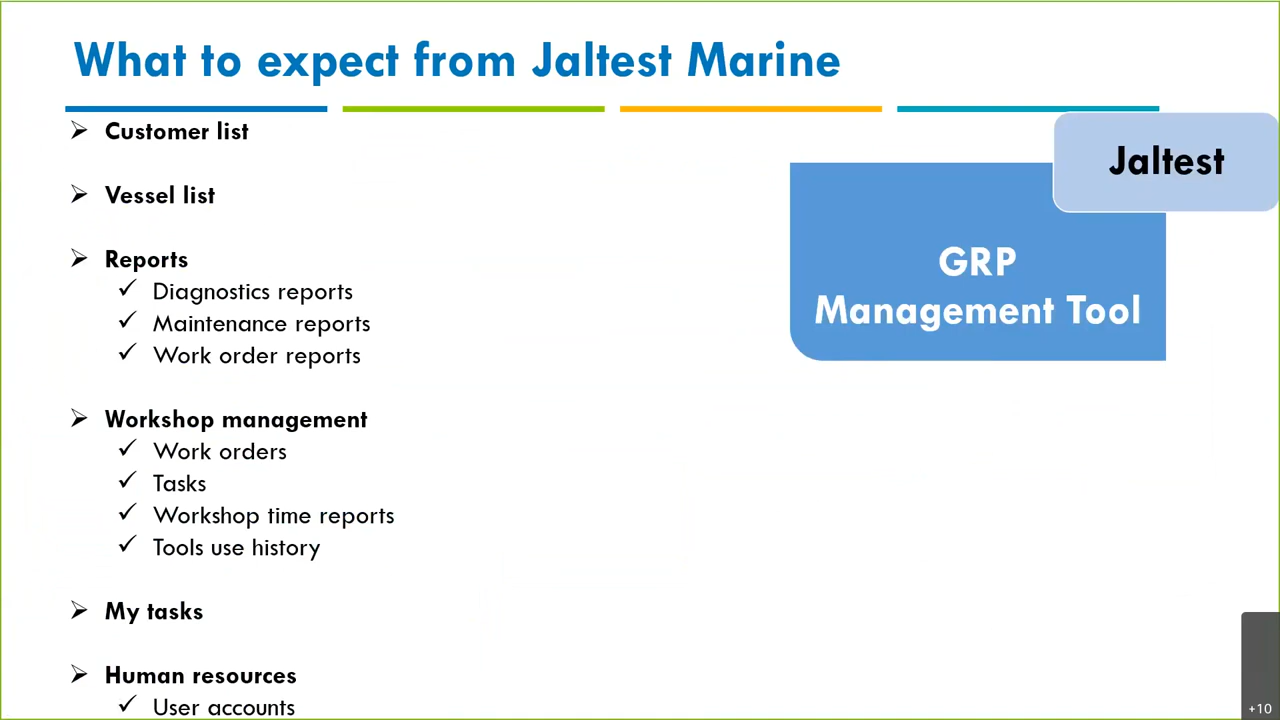 What to expect from Jaltest Marine
Customer list
Vessel list
Reports
Diagnostics reports
Maintenance reports
Work order reports
Workshop management
Work orders
Tasks
Workshop time reports
Tools use history
My tasks
Human resources
User accounts
Jaltest
GRP
Management Tool
+10